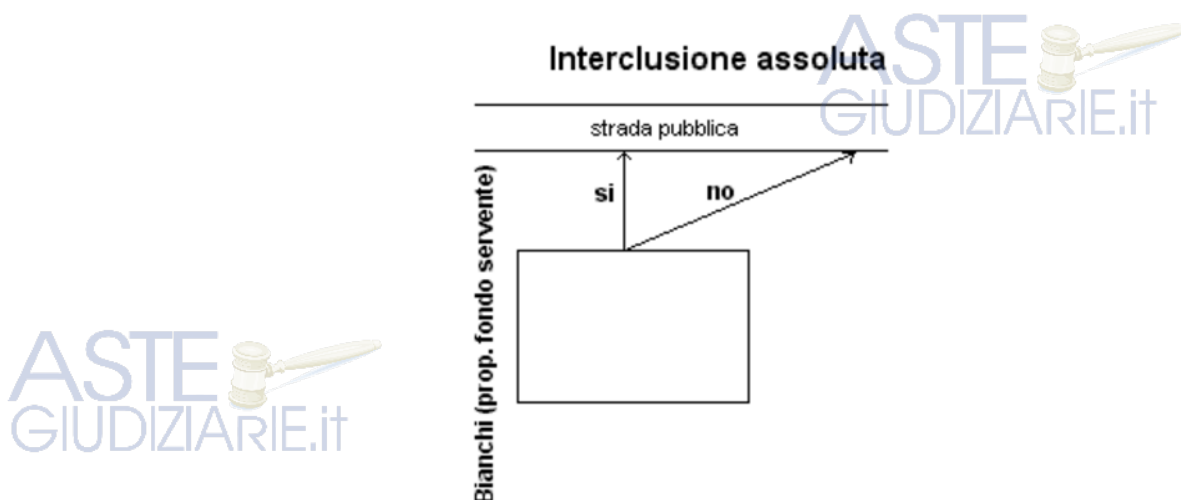 Interclusione assoluta
ASTE
GIUDIZIARIE.it
strada pubblica
si
no
Bianchi (prop. fondo servente)
ASTE
GIUDIZIARIE.it